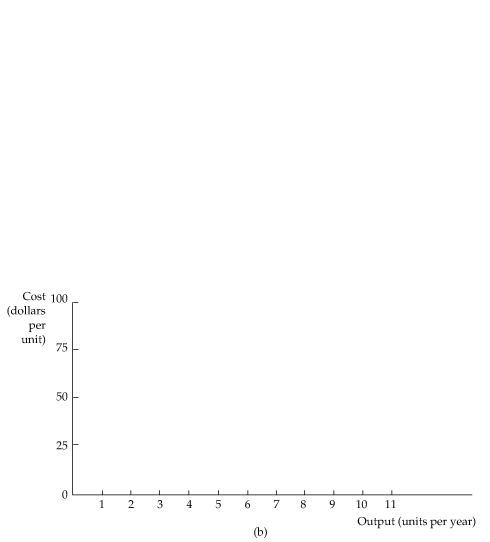 Cost
(dollars
per
unit)
100
75
50
25
0
1 2 3 4 5 6 7 8 9 10 11
Output (units per year)
(b)